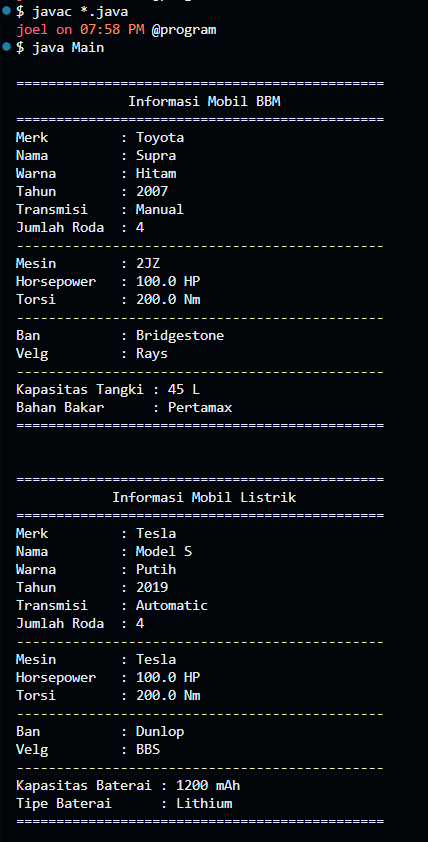 $ javac *.java
joel on 07:58 PM @program
$ java Main
==============================================
Informasi Mobil BBM
==============================================
Merk : Toyota
Nama : Supra
Warna : Hitam
Tahun : 2007
Transmisi : Manual
Jumlah Roda : 4
----------------------------------------------
Mesin : 2JZ
Horsepower : 100.0 HP
Torsi : 200.0 Nm
----------------------------------------------
Ban : Bridgestone
Velg : Rays
----------------------------------------------
Kapasitas Tangki : 45 L
Bahan Bakar : Pertamax
==============================================
==============================================
Informasi Mobil Listrik
==============================================
Merk : Tesla
Nama : Model S
Warna : Putih
Tahun : 2019
Transmisi : Automatic
Jumlah Roda : 4
----------------------------------------------
Mesin : Tesla
Horsepower : 100.0 HP
Torsi : 200.0 Nm
----------------------------------------------
Ban : Dunlop
Velg : BBS
----------------------------------------------
Kapasitas Baterai : 1200 mAh
Tipe Baterai : Lithium
==============================================